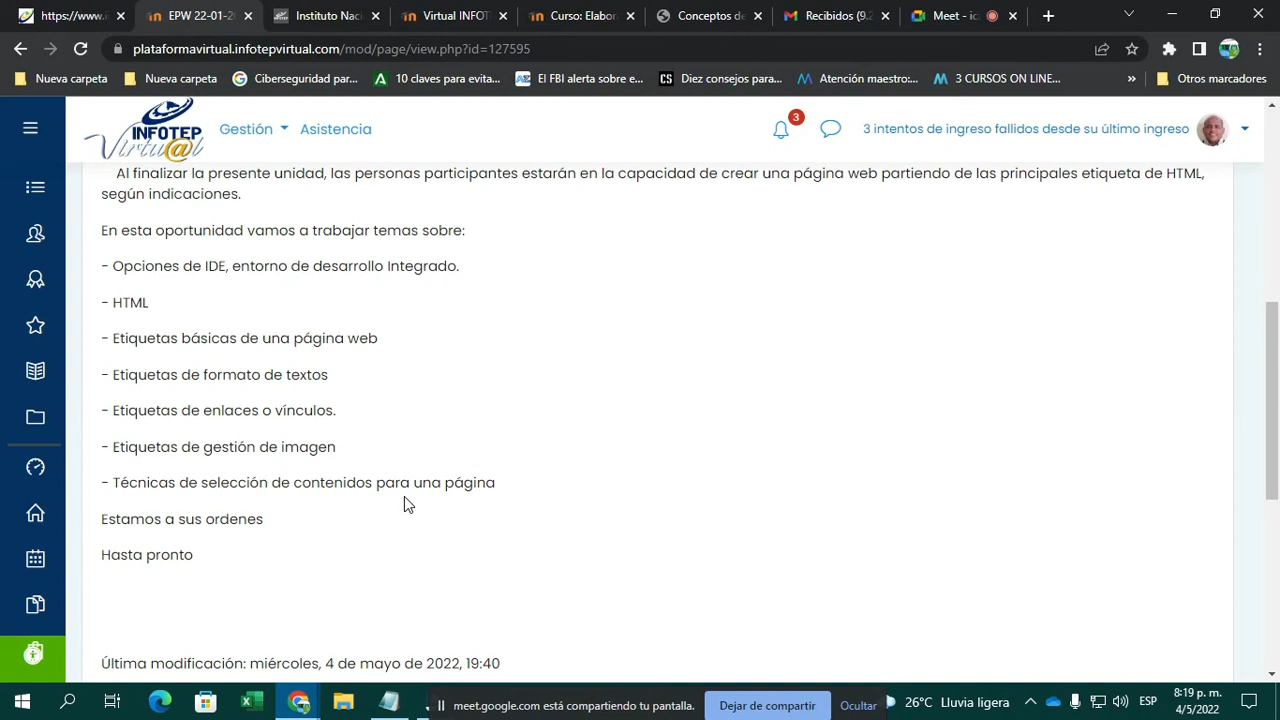 https://www.i
EPW 22-01-2
Instituto Naci
Virtual INFOT
Curso: Elabor
Conceptos de
Recibidos (9.2
Meet - ic
plataformavirtual.infotepvirtual.com/mod/page/view.php?id=127595
Nueva carpeta
Nueva carpeta
Ciberseguridad par...
10 claves para evita...
El FBI alerta sobre e...
Diez consejos para...
Atención maestro:...
3 CURSOS ON LINE...
»
Otros marcadores
INFOTEP
Virtu@l
Gestión
Asistencia
3
3 intentos de ingreso fallidos desde su último ingreso
Al finalizar la presente unidad, las personas participantes estarán en la capacidad de crear una página web partiendo de las principales etiqueta de HTML,
según indicaciones.
En esta oportunidad vamos a trabajar temas sobre:
- Opciones de IDE, entorno de desarrollo Integrado.
- HTML
- Etiquetas básicas de una página web
- Etiquetas de formato de textos
- Etiquetas de enlaces o vínculos.
- Etiquetas de gestión de imagen
- Técnicas de selección de contenidos para una página
Estamos a sus ordenes
Hasta pronto
Última modificación: miércoles, 4 de mayo de 2022, 19:40
meet.google.com está compartiendo tu pantalla.
Dejar de compartir
Ocultar
26°C Lluvia ligera
ESP
8:19 p. m.
4/5/2022